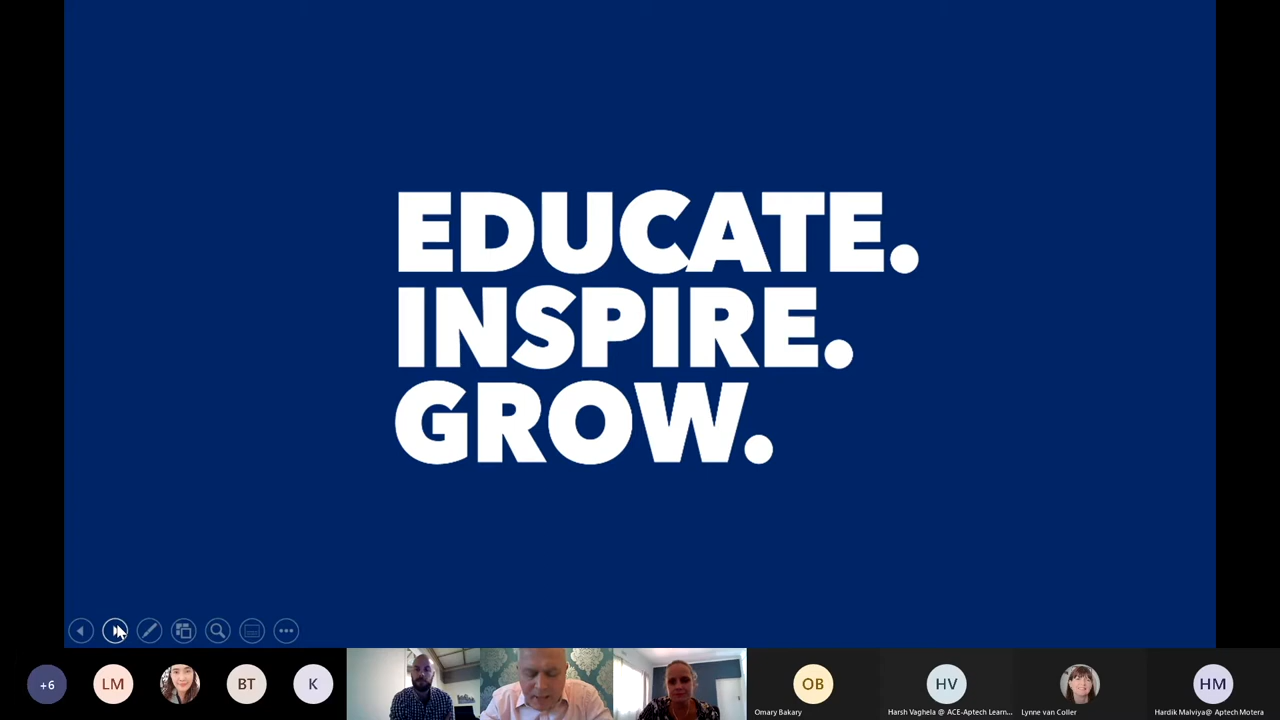 EDUCATE.
INSPIRE.
GROW.
+6
LM
BT
K
OB
HV
HM
Omary Bakary
Harsh Vaghela @ ACE-Aptech Learn...
Lynne van Coller
Hardik Malviya@ Aptech Motera